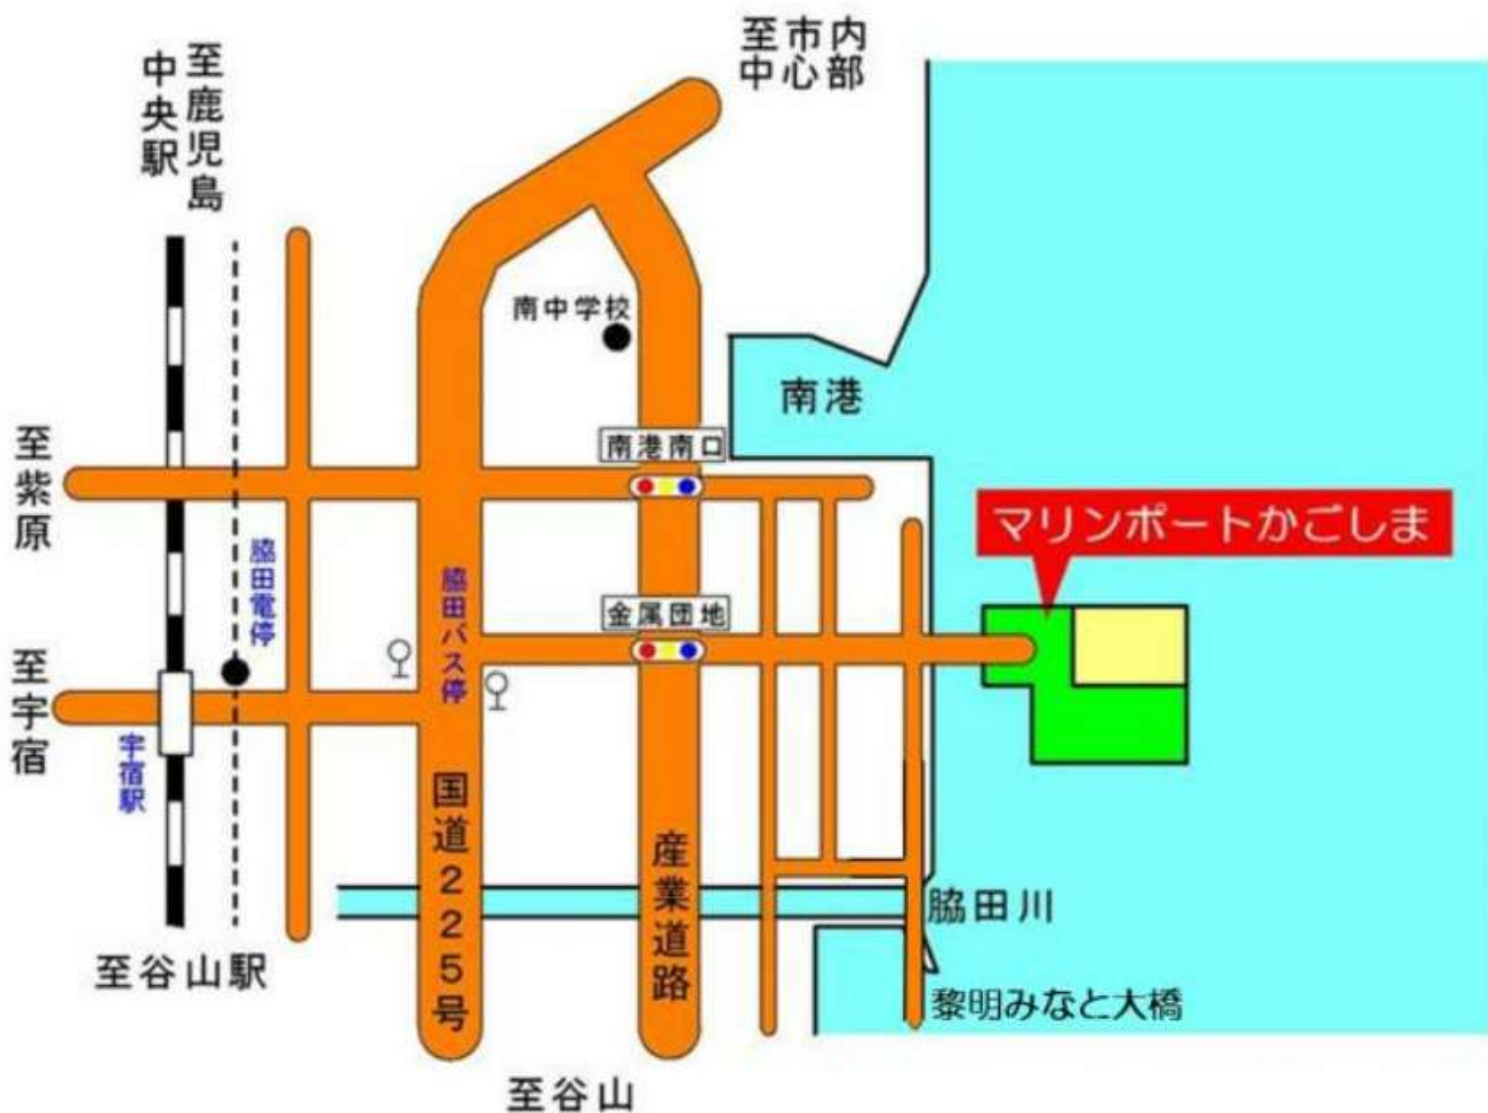 至市内
中心部
至鹿児島
中央駅
南中学校
南港
南港南口
至紫原
マリンポートかごしま
脇田電停
脇田バス停
金属団地
至宇宿
宇宿駅
国道225号
産業道路
脇田川
至谷山駅
黎明みなと大橋
至谷山